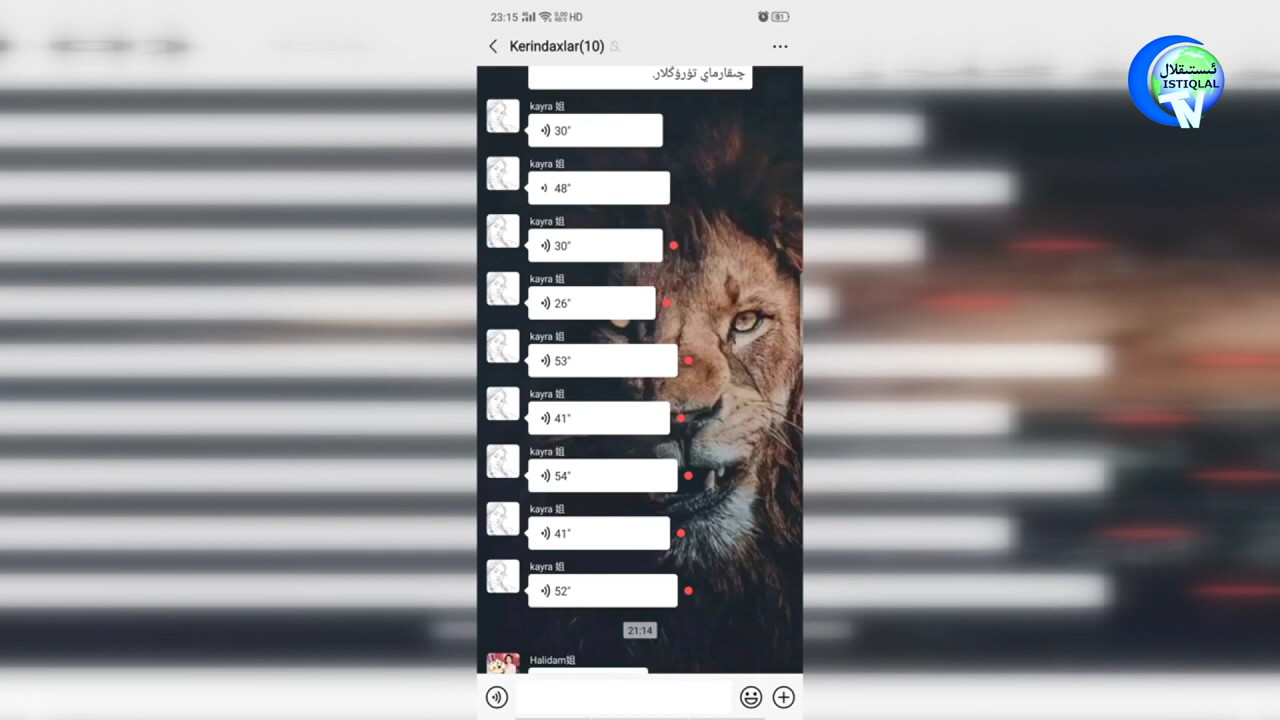 23:15
HD
51
Kerindaxlar(10)
چىقارماي تۇرۇڭلار.
kayra 姐
30"
kayra 姐
48"
kayra 姐
30"
kayra 姐
26"
kayra 姐
53"
kayra 姐
41"
kayra 姐
54"
kayra 姐
41"
kayra 姐
52"
21:14
Halidam姐
ئىستىقلال
ISTIQLAL
TV